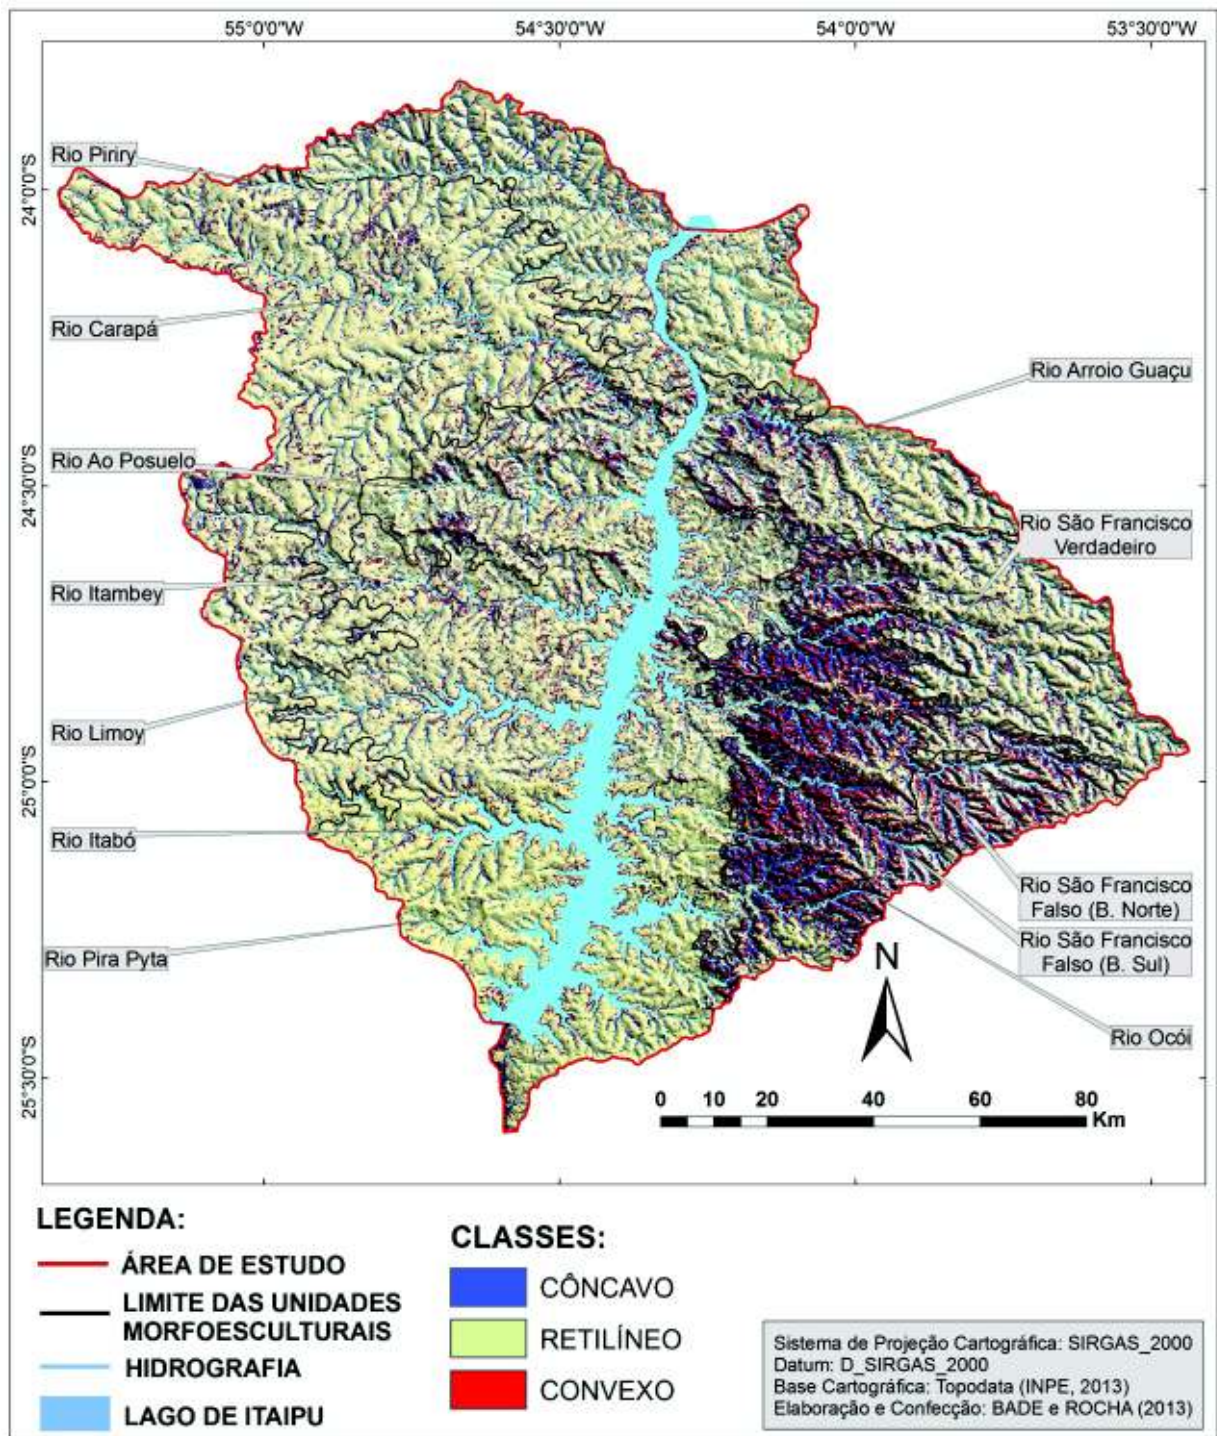 55°0'0"W
54°30'0"W
54°0'0"W
53°30'0"W
24°0'0"S
24°30'0"S
25°0'0"S
25°30'0"S
Rio Piriry
Rio Carapá
Rio Arroio Guaçu
Rio Ao Posuelo
Rio São Francisco
Verdadeiro
Rio Itambey
Rio Limoy
Rio Itabó
Rio São Francisco
Falso (B. Norte)
Rio São Francisco
Falso (B. Sul)
Rio Pira Pyta
Rio Ocói
N
0 10 20 40 60 80
Km
LEGENDA:
ÁREA DE ESTUDO
LIMITE DAS UNIDADES
MORFOESCULTURAIS
HIDROGRAFIA
LAGO DE ITAIPU
CLASSES:
CÔNCAVO
RETILÍNEO
CONVEXO
Sistema de Projeção Cartográfica: SIRGAS_2000
Datum: D_SIRGAS_2000
Base Cartográfica: Topodata (INPE, 2013)
Elaboração e Confecção: BADE e ROCHA (2013)